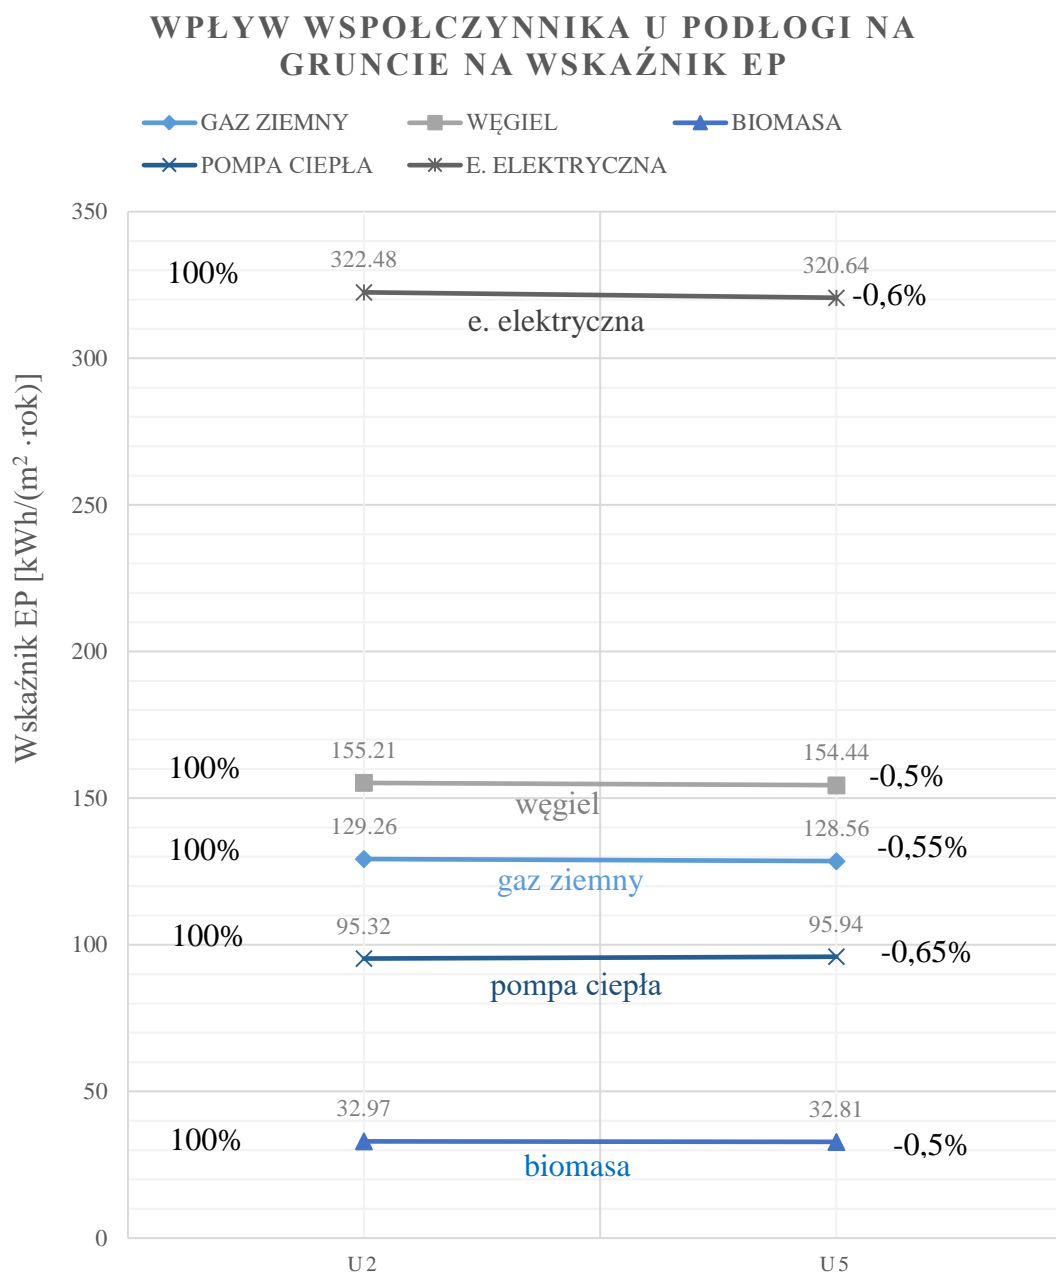 WPŁYW WSPOŁCZYNNIKA U PODŁOGI NA
GRUNCIE NA WSKAŹNIK EP
GAZ ZIEMNY WĘGIEL BIOMASA
POMPA CIEPŁA E. ELEKTRYCZNA
Wskaźnik EP [kWh/(m² ·rok)]
350
322.48 320.64
100% -0,6%
e. elektryczna
300
250
200
155.21 154.44
100% -0,5%
150
węgiel
129.26 128.56
100% -0,55%
gaz ziemny
95.32 95.94
100% -0,65%
100
pompa ciepła
50
32.97 32.81
100% -0,5%
biomasa
0
U2 U5